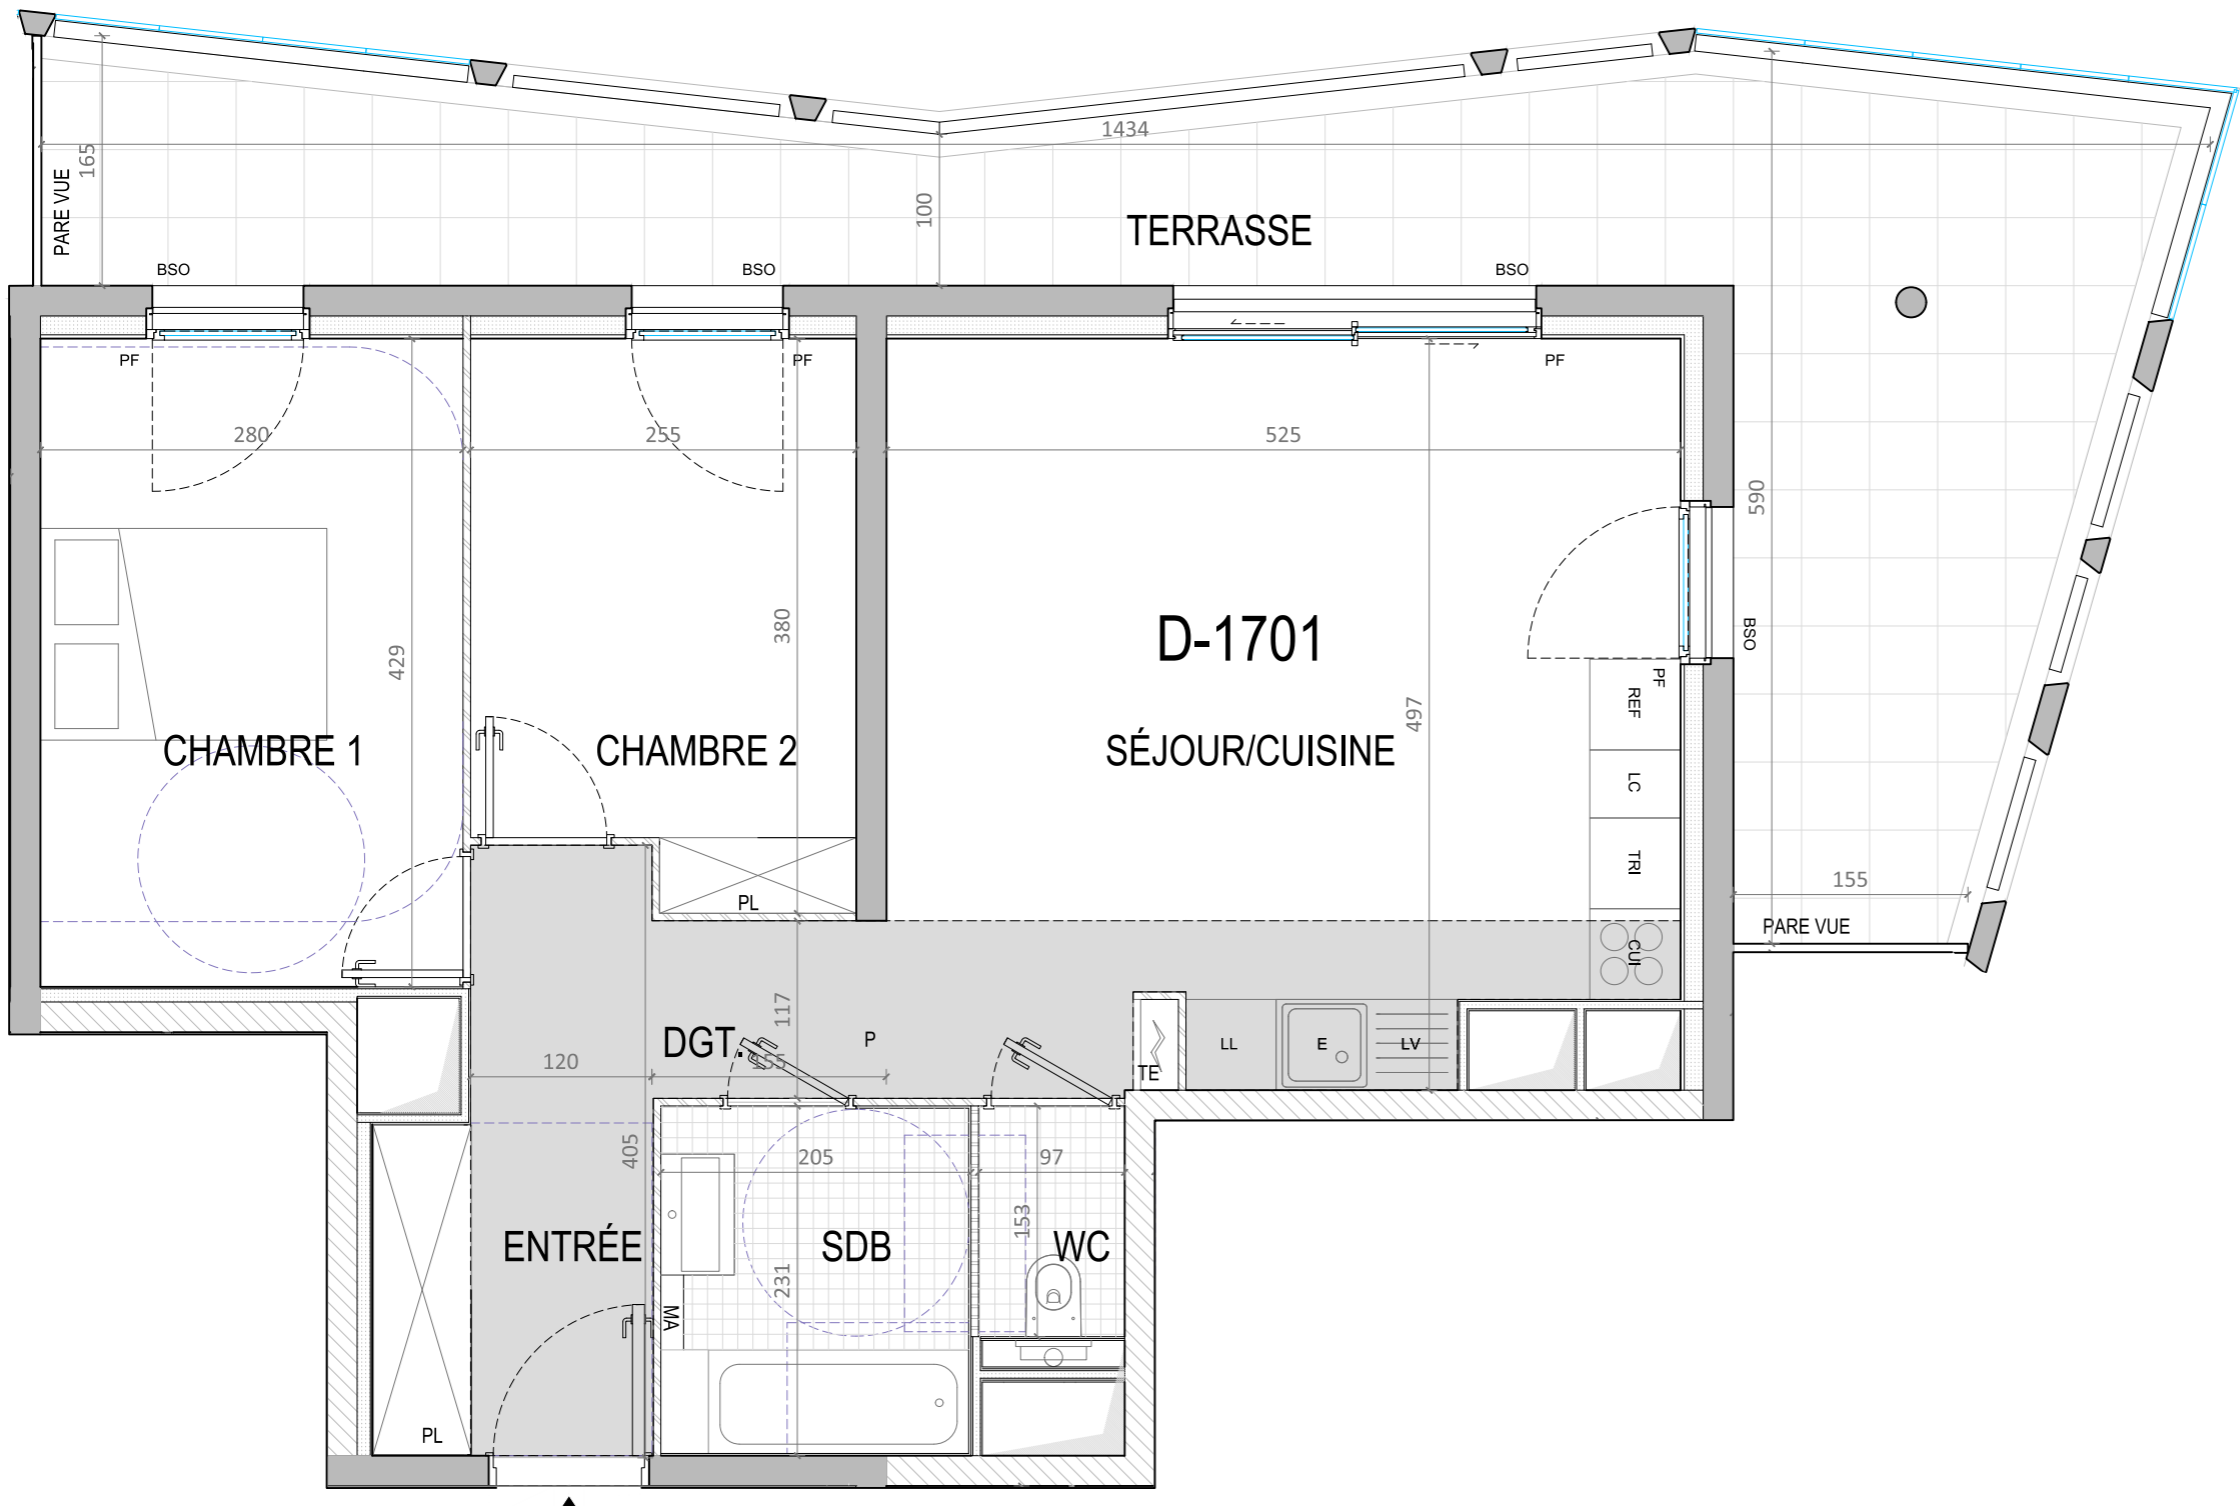 1434
165
PARE VUE
100
TERRASSE
BSO
BSO
BSO
PF
PF
PF
280
255
525
590
D-1701
380
429
BSO
497
PF
REF
CHAMBRE 1
CHAMBRE 2
SÉJOUR/CUISINE
LC
TRI
155
PL
PARE VUE
CUI
117
DGT.
P
LL
E
LV
120
155
TE
405
205
97
153
ENTRÉE
SDB
WC
231
MA
PL